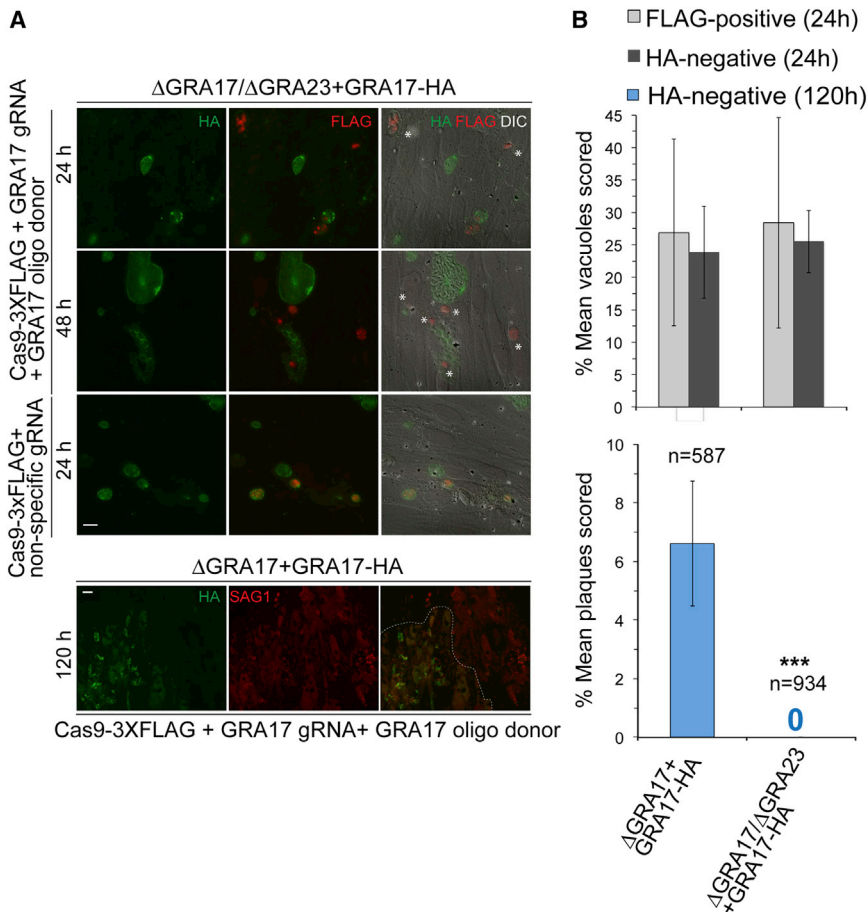 A
ΔGRA17/ΔGRA23+GRA17-HA
Cas9-3XFLAG + GRA17 gRNA
+ GRA17 oligo donor
24 h
HA
FLAG
HA FLAG DIC
*
*
48 h
*
*
*
*
*
Cas9-3xFLAG+
non-specific gRNA
24 h
ΔGRA17+GRA17-HA
120 h
HA
SAG1
Cas9-3XFLAG + GRA17 gRNA+ GRA17 oligo donor
B
FLAG-positive (24h)
HA-negative (24h)
HA-negative (120h)
% Mean vacuoles scored
45
40
35
30
25
20
15
10
5
0
% Mean plaques scored
10
8
6
4
2
0
n=587
***
n=934
0
ΔGRA17+
GRA17-HA
ΔGRA17/ΔGRA23
+GRA17-HA